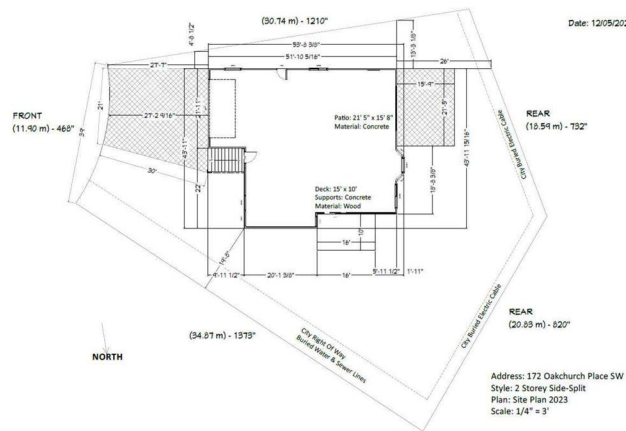 (30.74 m) - 1210"
Date: 12/05/202
4'-8 1/2"
53'-8 3/8"
51'-10 5/16"
13'-3 1/8"
27'-7"
26'
15'-9"
21'
39'
FRONT
(11.90 m) - 468"
27'-2 9/16"
21'-11"
43'-11"
Patio: 21' 5" x 15' 8"
Material: Concrete
21'-5"
REAR
(18.59 m) - 732"
City Buried Electric Cable
43'-11 15/16"
30'
22'
Deck: 15' x 10'
Supports: Concrete
Material: Wood
18'-8 3/8"
10'
16'
19'-8"
9'-11 1/2"
20'-1 3/8"
16'
5'-11 1/2"
1'-11"
NORTH
(34.87 m) - 1373"
City Right Of Way
Buried Water & Sewer Lines
City Buried Electric Cable
REAR
(20.83 m) - 820"
Address: 172 Oakchurch Place SW
Style: 2 Storey Side-Split
Plan: Site Plan 2023
Scale: 1/4" = 3'